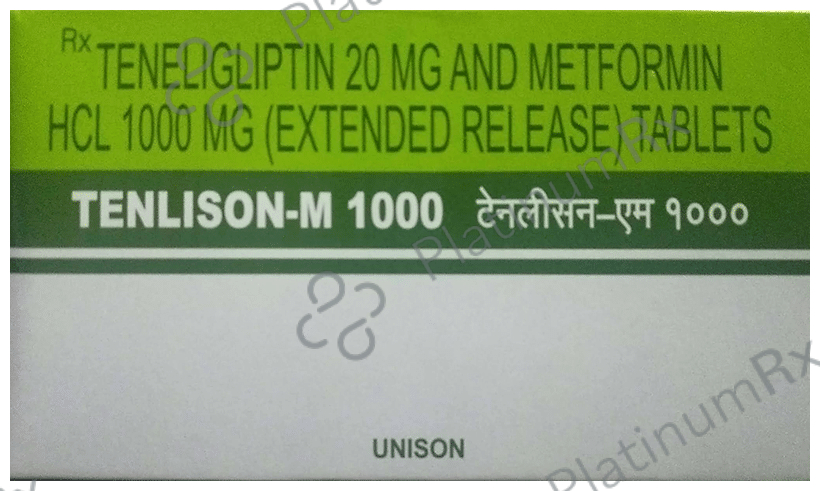 Rx TENELIGLIPTIN 20 MG AND METFORMIN
HCL 1000 MG (EXTENDED RELEASE) TABLETS
TENLISON-M 1000 टेनलीसन–एम १०००
UNISON
PlatinumRx
PlatinumRx
PlatinumRx